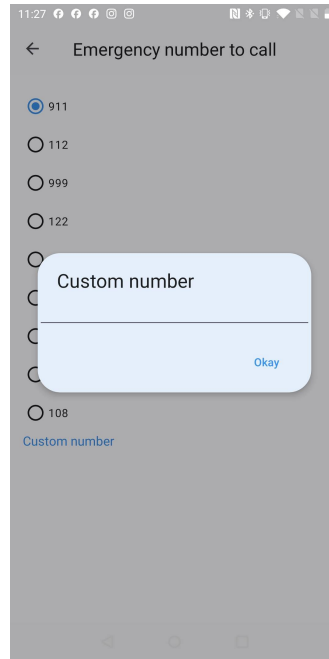 11:27
Emergency number to call
911
112
999
122
Custom number
Okay
108
Custom number